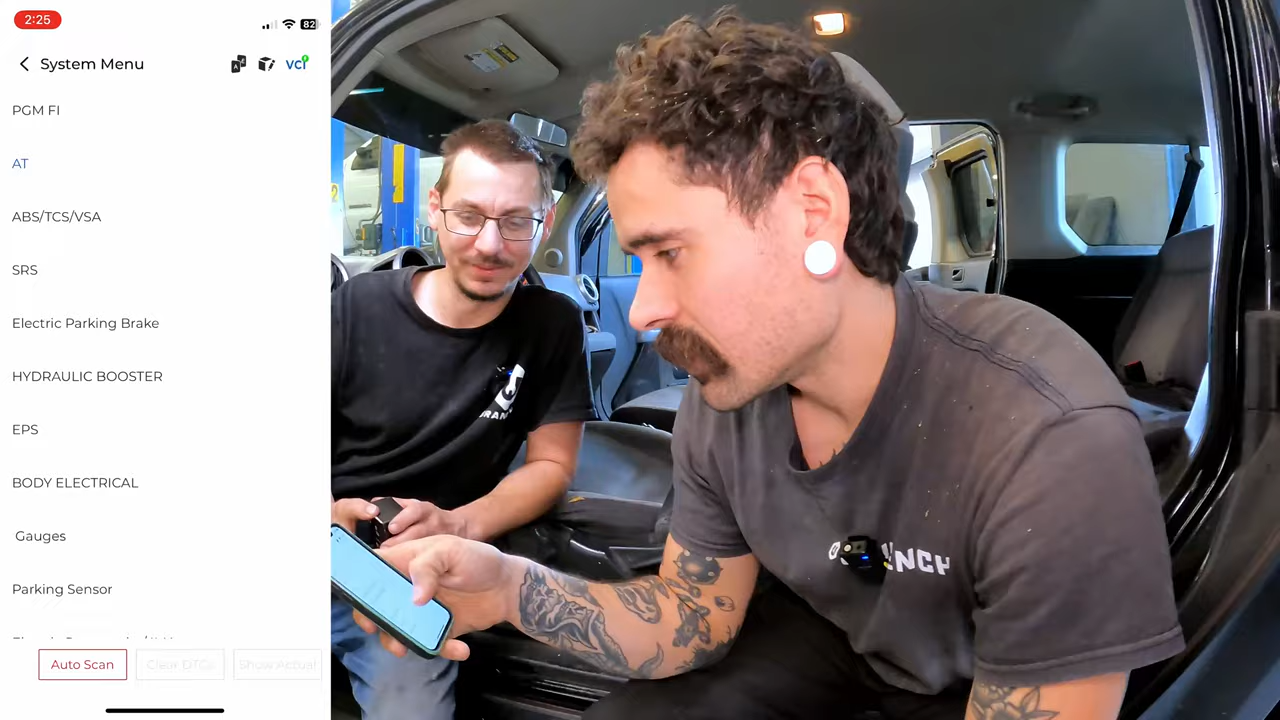 2:25
82
System Menu
vci
PGM FI
AT
ABS/TCS/VSA
SRS
Electric Parking Brake
HYDRAULIC BOOSTER
EPS
BODY ELECTRICAL
Gauges
Parking Sensor
Auto Scan
Clear DTCs
Show Actual